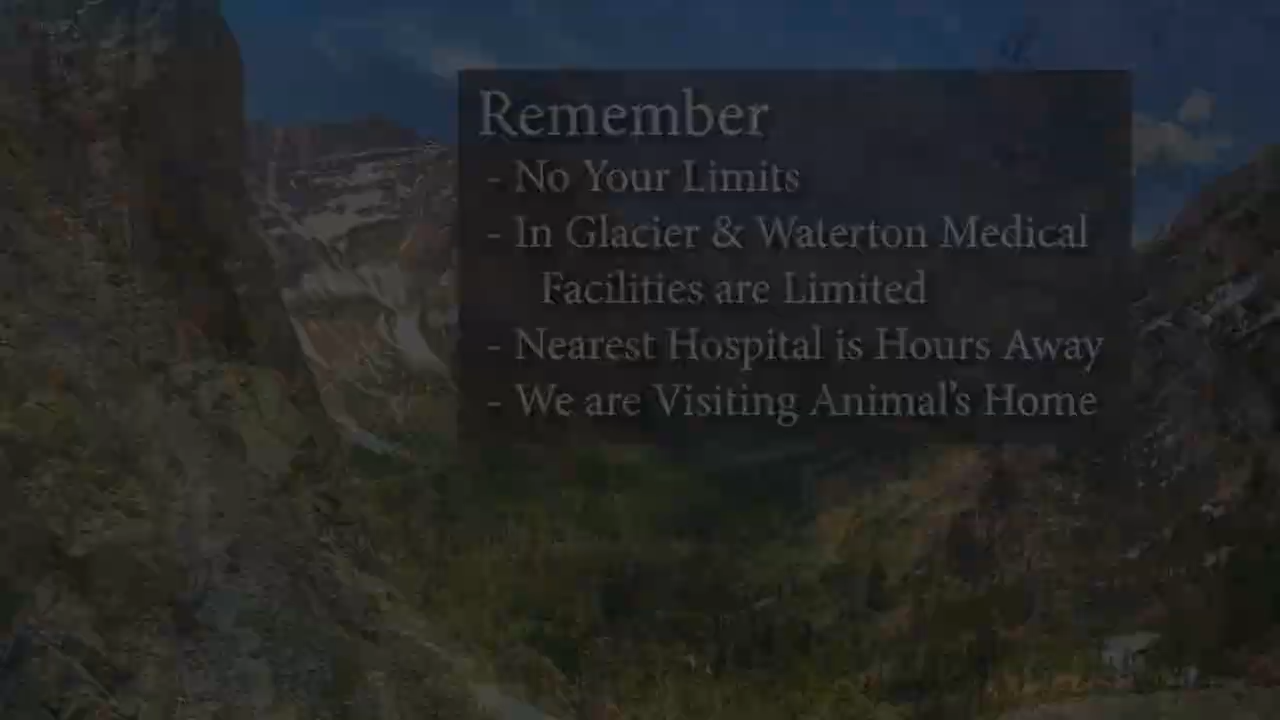 Remember
- No Your Limits
- In Glacier & Waterton Medical
Facilities are Limited
- Nearest Hospital is Hours Away
- We are Visiting Animal's Home